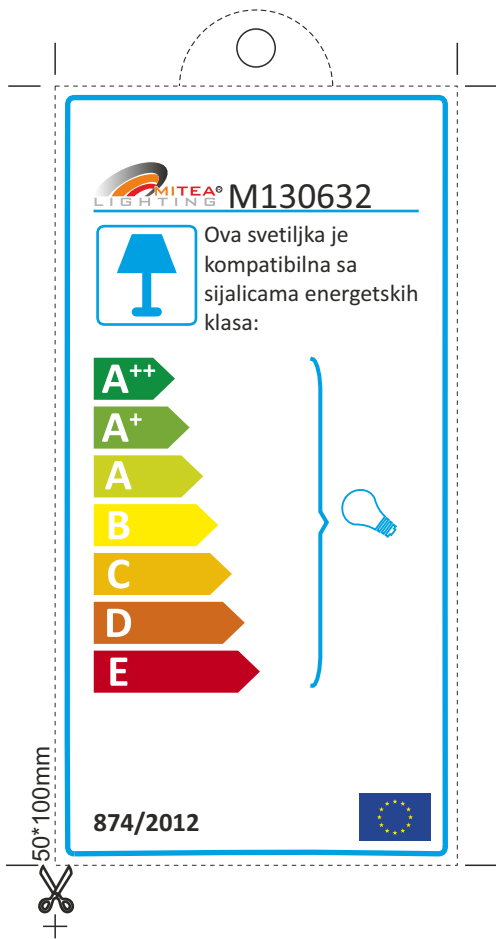 MITEA®
LIGHTING
M130632
Ova svetiljka je
kompatibilna sa
sijalicama energetskih
klasa:
A++
A+
A
B
C
D
E
874/2012
50*100mm